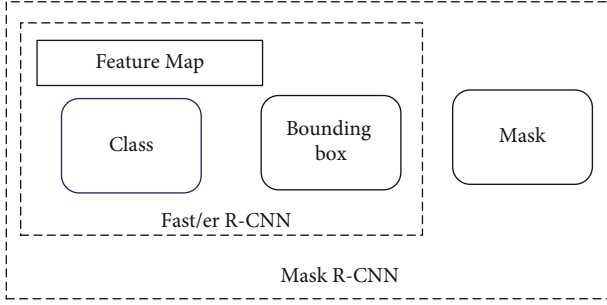 Feature Map
Class
Bounding
box
Mask
Fast/er R-CNN
Mask R-CNN